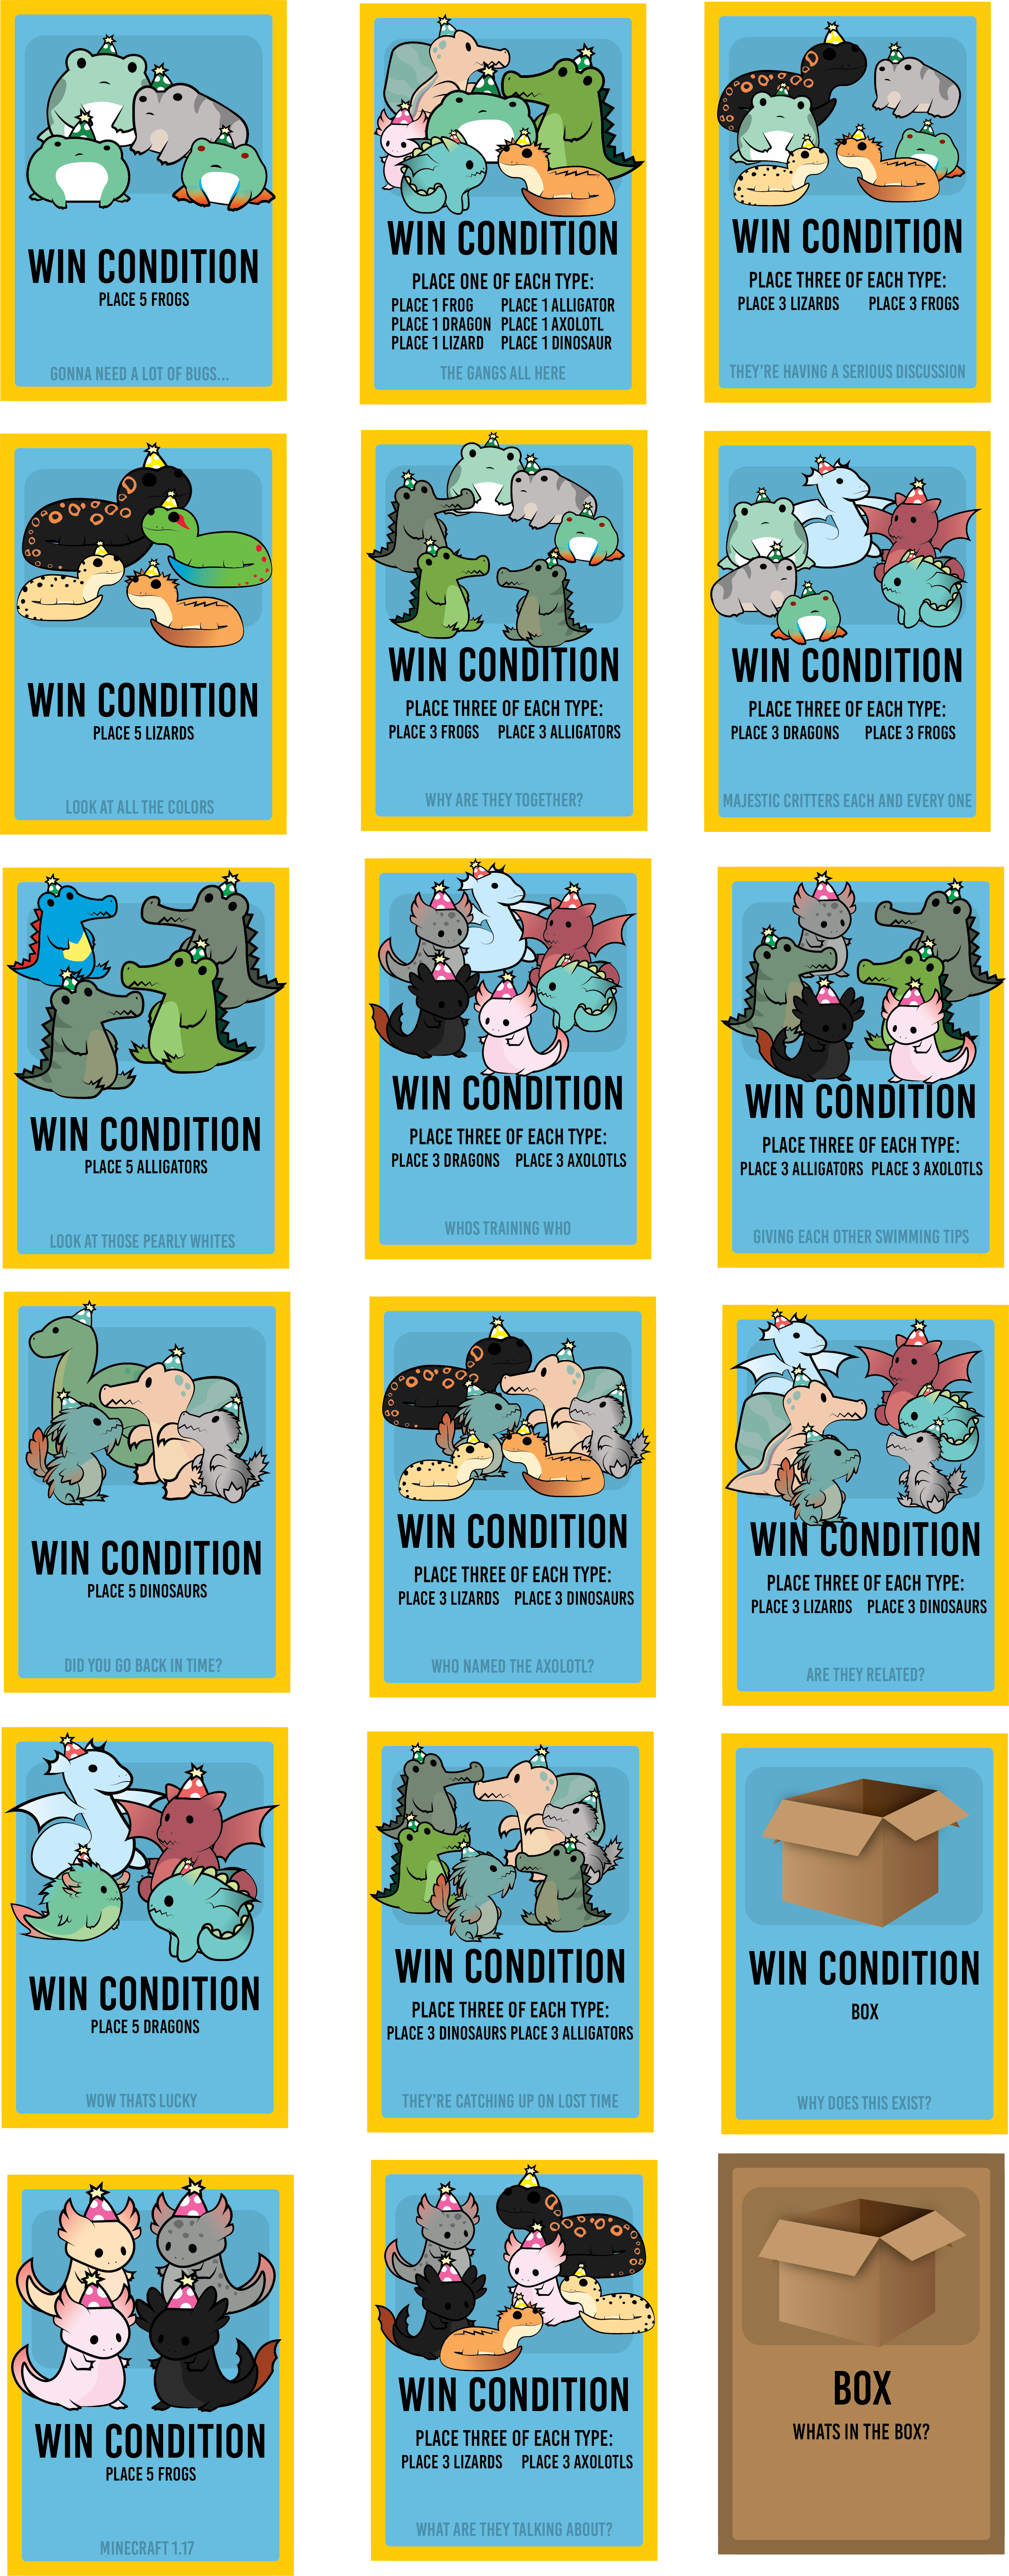 WIN CONDITION
PLACE 5 FROGS
GONNA NEED A LOT OF BUGS...
WIN CONDITION
PLACE ONE OF EACH TYPE:
PLACE 1 FROG PLACE 1 ALLIGATOR
PLACE 1 DRAGON PLACE 1 AXOLOTL
PLACE 1 LIZARD PLACE 1 DINOSAUR
THE GANGS ALL HERE
WIN CONDITION
PLACE THREE OF EACH TYPE:
PLACE 3 LIZARDS PLACE 3 FROGS
THEY'RE HAVING A SERIOUS DISCUSSION
WIN CONDITION
PLACE 5 LIZARDS
LOOK AT ALL THE COLORS
WIN CONDITION
PLACE THREE OF EACH TYPE:
PLACE 3 FROGS PLACE 3 ALLIGATORS
WHY ARE THEY TOGETHER?
WIN CONDITION
PLACE THREE OF EACH TYPE:
PLACE 3 DRAGONS PLACE 3 FROGS
MAJESTIC CRITTERS EACH AND EVERY ONE
WIN CONDITION
PLACE 5 ALLIGATORS
LOOK AT THOSE PEARLY WHITES
WIN CONDITION
PLACE THREE OF EACH TYPE:
PLACE 3 DRAGONS PLACE 3 AXOLOTLS
WHOS TRAINING WHO
WIN CONDITION
PLACE THREE OF EACH TYPE:
PLACE 3 ALLIGATORS PLACE 3 AXOLOTLS
GIVING EACH OTHER SWIMMING TIPS
WIN CONDITION
PLACE 5 DINOSAURS
DID YOU GO BACK IN TIME?
WIN CONDITION
PLACE THREE OF EACH TYPE:
PLACE 3 LIZARDS PLACE 3 DINOSAURS
WHO NAMED THE AXOLOTL?
WIN CONDITION
PLACE THREE OF EACH TYPE:
PLACE 3 LIZARDS PLACE 3 DINOSAURS
ARE THEY RELATED?
WIN CONDITION
PLACE 5 DRAGONS
WOW THATS LUCKY
WIN CONDITION
PLACE THREE OF EACH TYPE:
PLACE 3 DINOSAURS PLACE 3 ALLIGATORS
THEY'RE CATCHING UP ON LOST TIME
WIN CONDITION
BOX
WHY DOES THIS EXIST?
WIN CONDITION
PLACE 5 FROGS
MINECRAFT 1.17
WIN CONDITION
PLACE THREE OF EACH TYPE:
PLACE 3 LIZARDS PLACE 3 AXOLOTLS
WHAT ARE THEY TALKING ABOUT?
BOX
WHATS IN THE BOX?